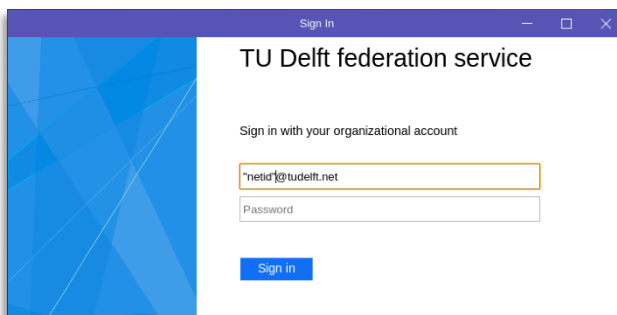 Sign In
TU Delft federation service
Sign in with your organizational account
"netid"@tudelft.net
Password
Sign in